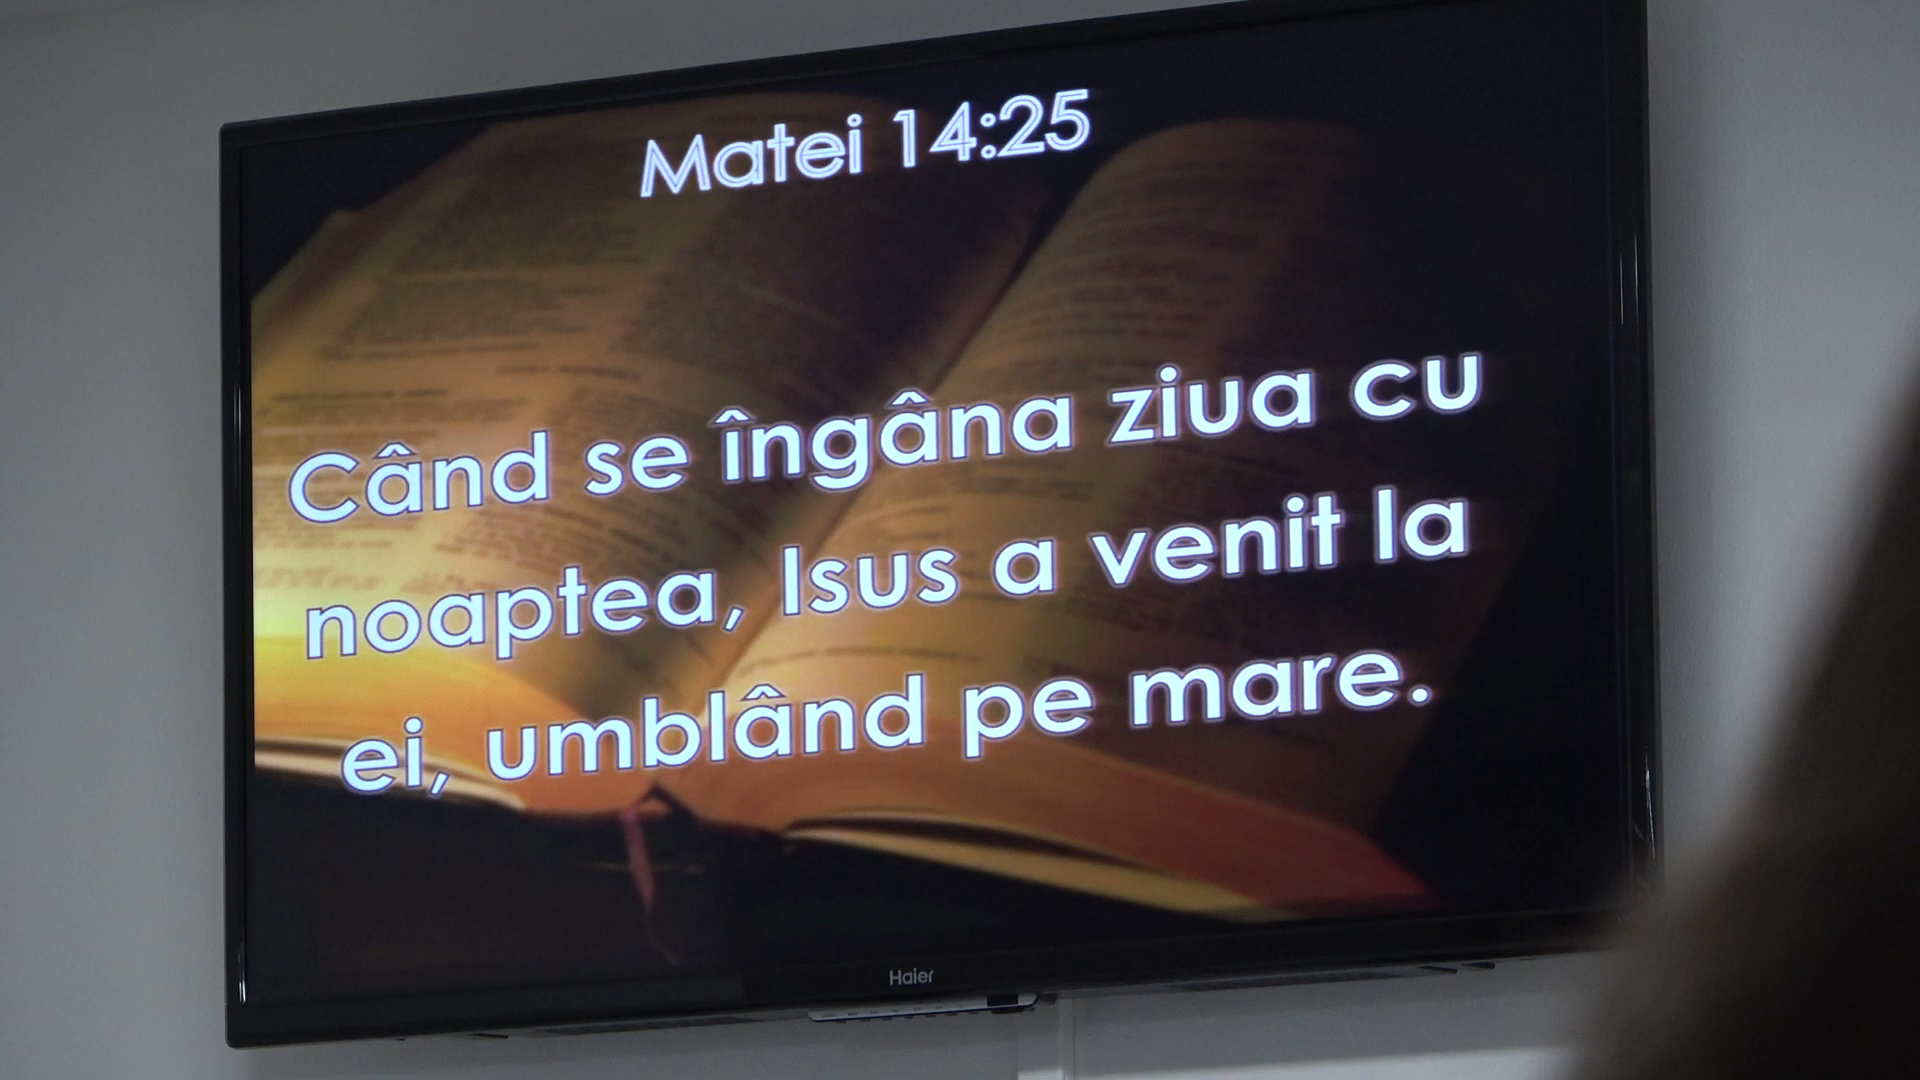 Matei 14:25
Când se îngâna ziua cu
noaptea, Isus a venit la
ei, umblând pe mare.
Haier